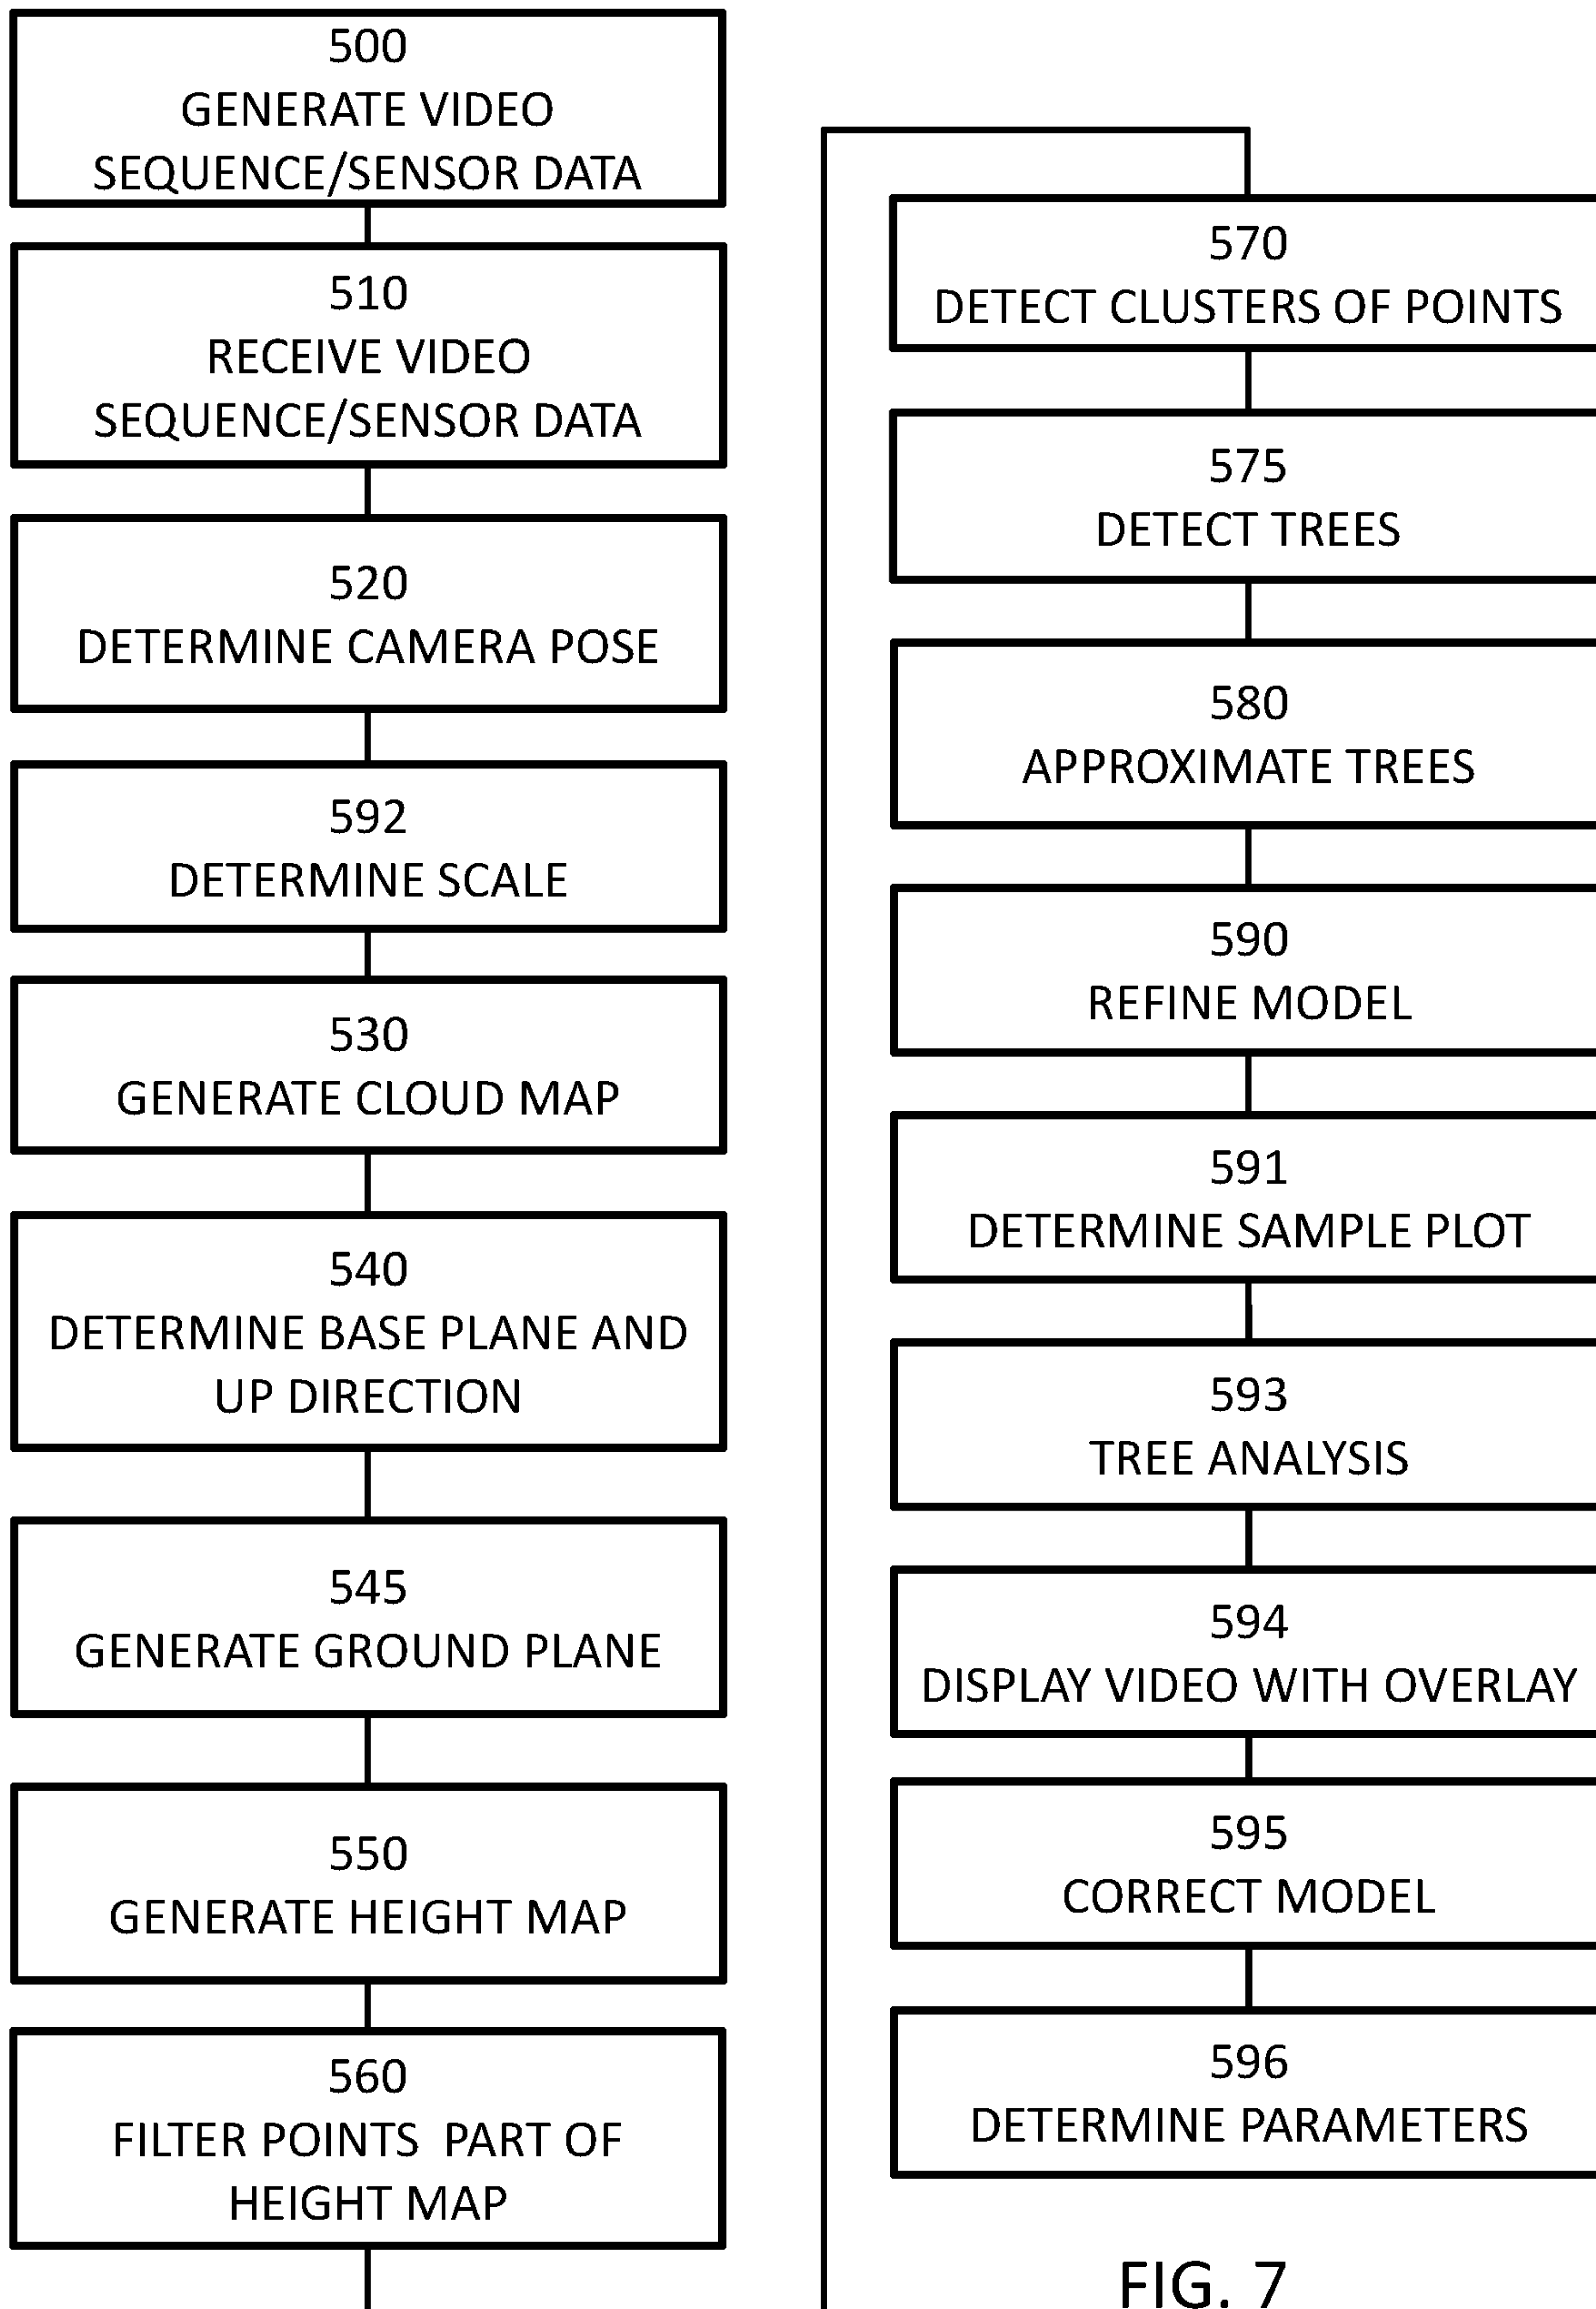 500
GENERATE VIDEO
SEQUENCE/SENSOR DATA
510
RECEIVE VIDEO
SEQUENCE/SENSOR DATA
520
DETERMINE CAMERA POSE
592
DETERMINE SCALE
530
GENERATE CLOUD MAP
540
DETERMINE BASE PLANE AND
UP DIRECTION
545
GENERATE GROUND PLANE
550
GENERATE HEIGHT MAP
560
FILTER POINTS PART OF
HEIGHT MAP
570
DETECT CLUSTERS OF POINTS
575
DETECT TREES
580
APPROXIMATE TREES
590
REFINE MODEL
591
DETERMINE SAMPLE PLOT
593
TREE ANALYSIS
594
DISPLAY VIDEO WITH OVERLAY
595
CORRECT MODEL
596
DETERMINE PARAMETERS
FIG. 7